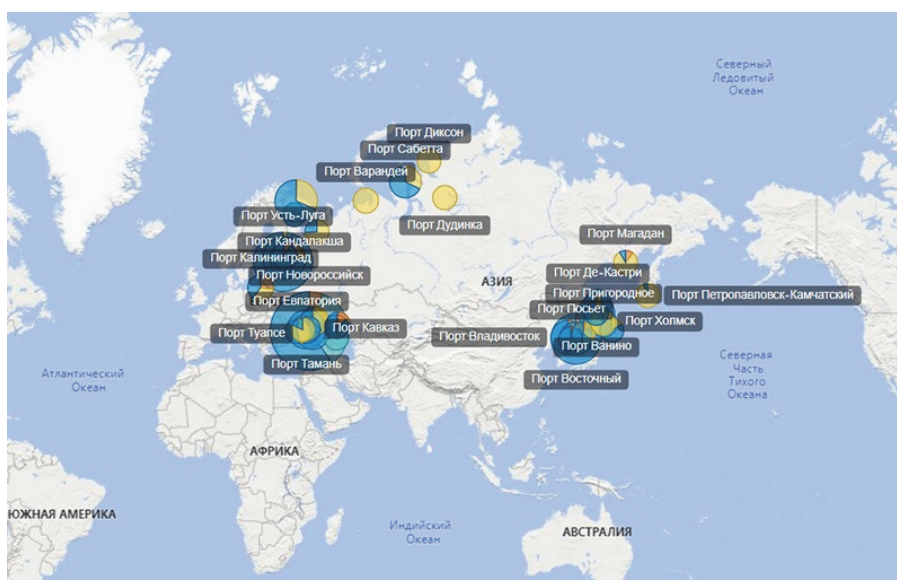 Северный
Ледовитый
Океан
Порт Диксон
Порт Сабетта
Порт Варандей
Порт Дудинка
Порт Усть-Луга
Порт Кандалакша
Порт Калининград
Порт Новороссийск
Порт Евпатория
Порт Туапсе
Порт Кавказ
Порт Тамань
АЗИЯ
Порт Магадан
Порт Де-Кастри
Порт Пригородное
Порт Петропавловск-Камчатский
Порт Посьет
Порт Холмск
Порт Владивосток
Порт Ванино
Порт Восточный
Северная
Часть
Тихого
Океана
Атлантический
Океан
АФРИКА
ЮЖНАЯ АМЕРИКА
Индийский
Океан
АВСТРАЛИЯ